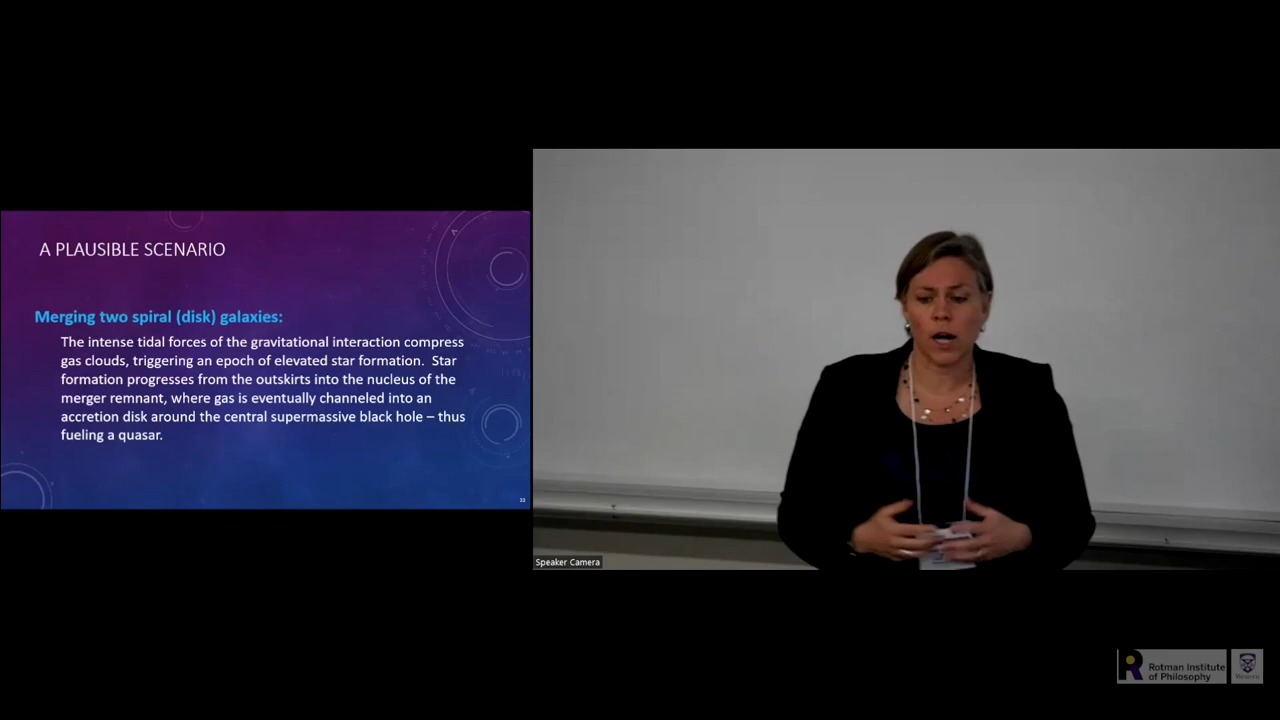 A PLAUSIBLE SCENARIO
Merging two spiral (disk) galaxies:
The intense tidal forces of the gravitational interaction compress
gas clouds, triggering an epoch of elevated star formation.  Star
formation progresses from the outskirts into the nucleus of the
merger remnant, where gas is eventually channeled into an
accretion disk around the central supermassive black hole – thus
fueling a quasar.
33
Speaker Camera
Rotman Institute
of Philosophy
Western